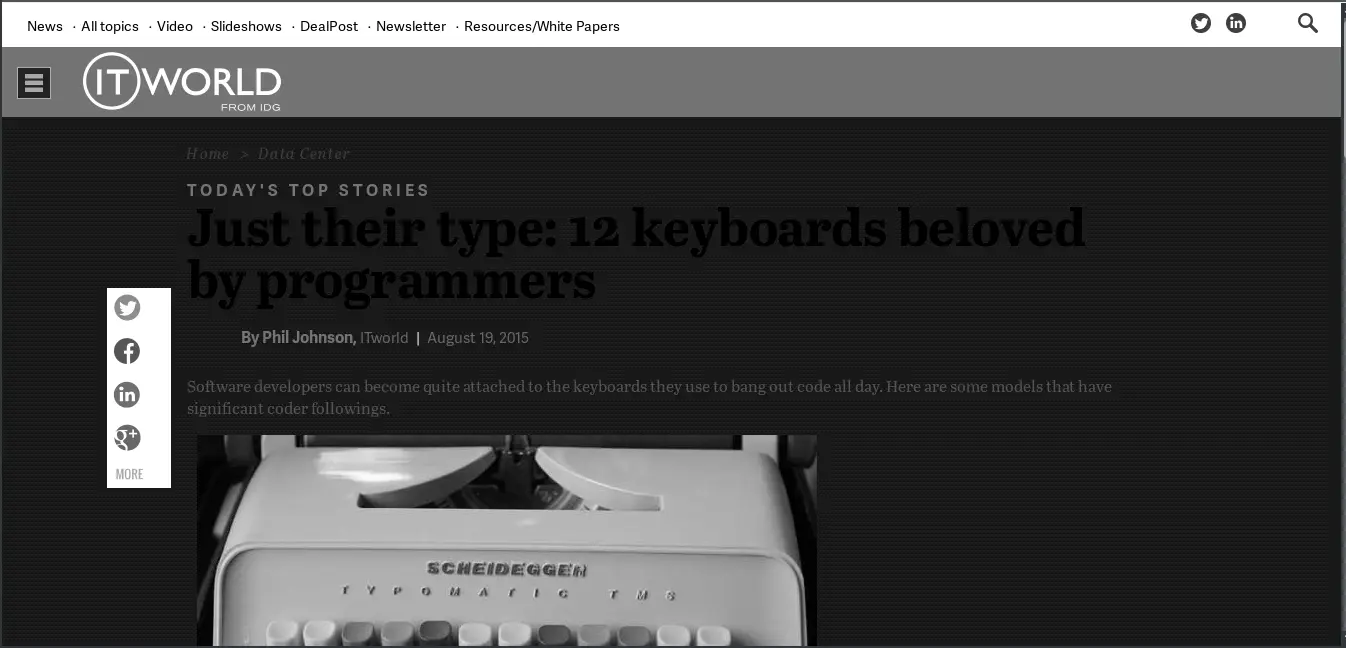 News · All topics · Video · Slideshows · DealPost · Newsletter · Resources/White Papers
ITWORLD
FROM IDG
Home > Data Center
TODAY'S TOP STORIES
Just their type: 12 keyboards beloved
by programmers
By Phil Johnson, ITworld | August 19, 2015
Software developers can become quite attached to the keyboards they use to bang out code all day. Here are some models that have
significant coder followings.
MORE
SCHEIDEGGER
TYPOMATIC TMS